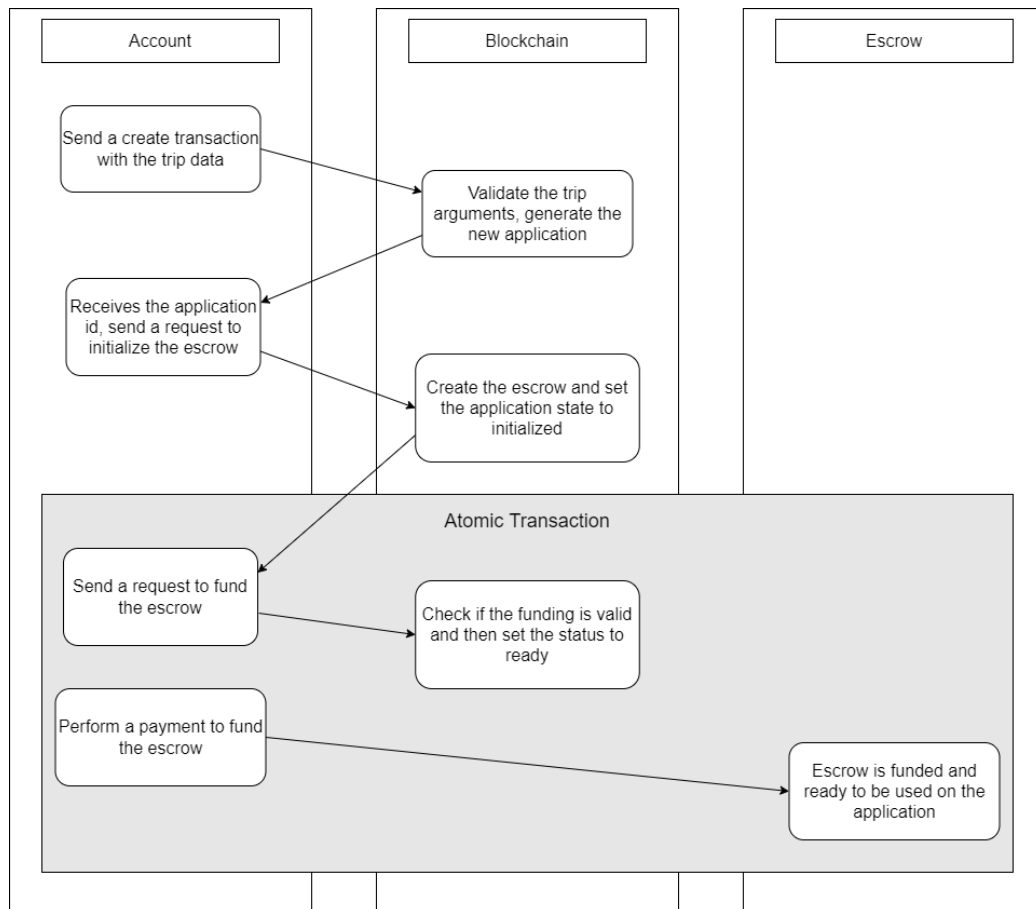 Account
Blockchain
Escrow
Send a create transaction
with the trip data
Validate the trip
arguments, generate the
new application
Receives the application
id, send a request to
initialize the escrow
Create the escrow and set
the application state to
initialized
Atomic Transaction
Send a request to fund
the escrow
Check if the funding is valid
and then set the status to
ready
Perform a payment to fund
the escrow
Escrow is funded and
ready to be used on the
application